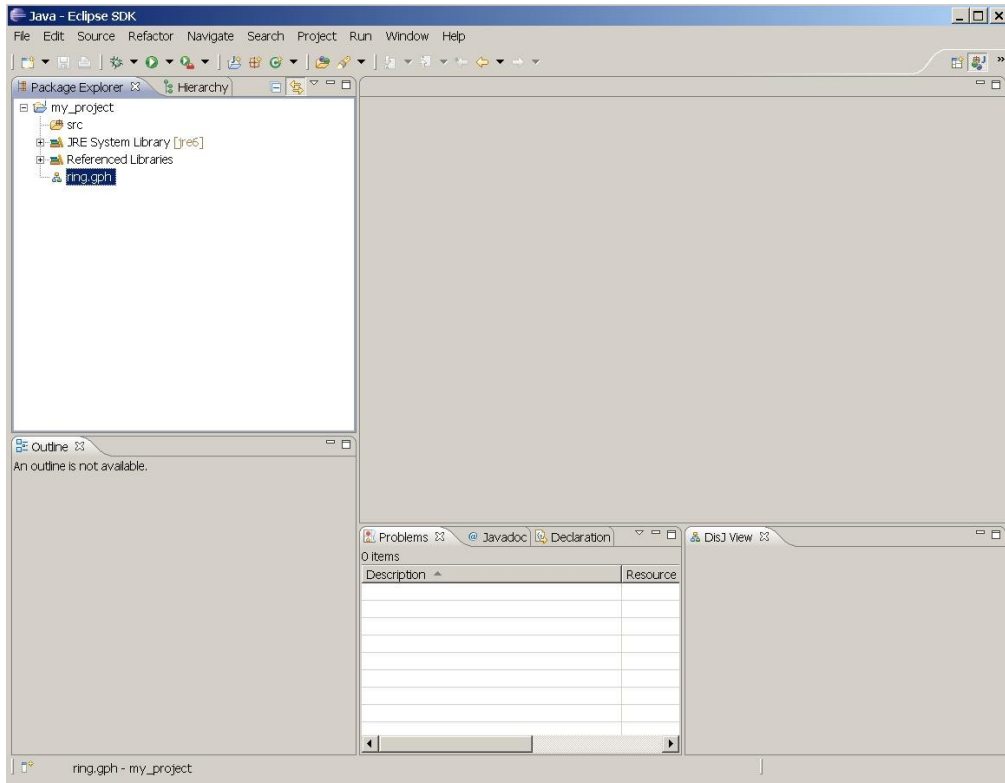 Java - Eclipse SDK
File Edit Source Refactor Navigate Search Project Run Window Help
Package Explorer Hierarchy
my_project
src
JRE System Library [jre6]
Referenced Libraries
ring.gph
Outline
An outline is not available.
Problems @ Javadoc Declaration
0 items
Description Resource
DisJ View
ring.gph - my_project